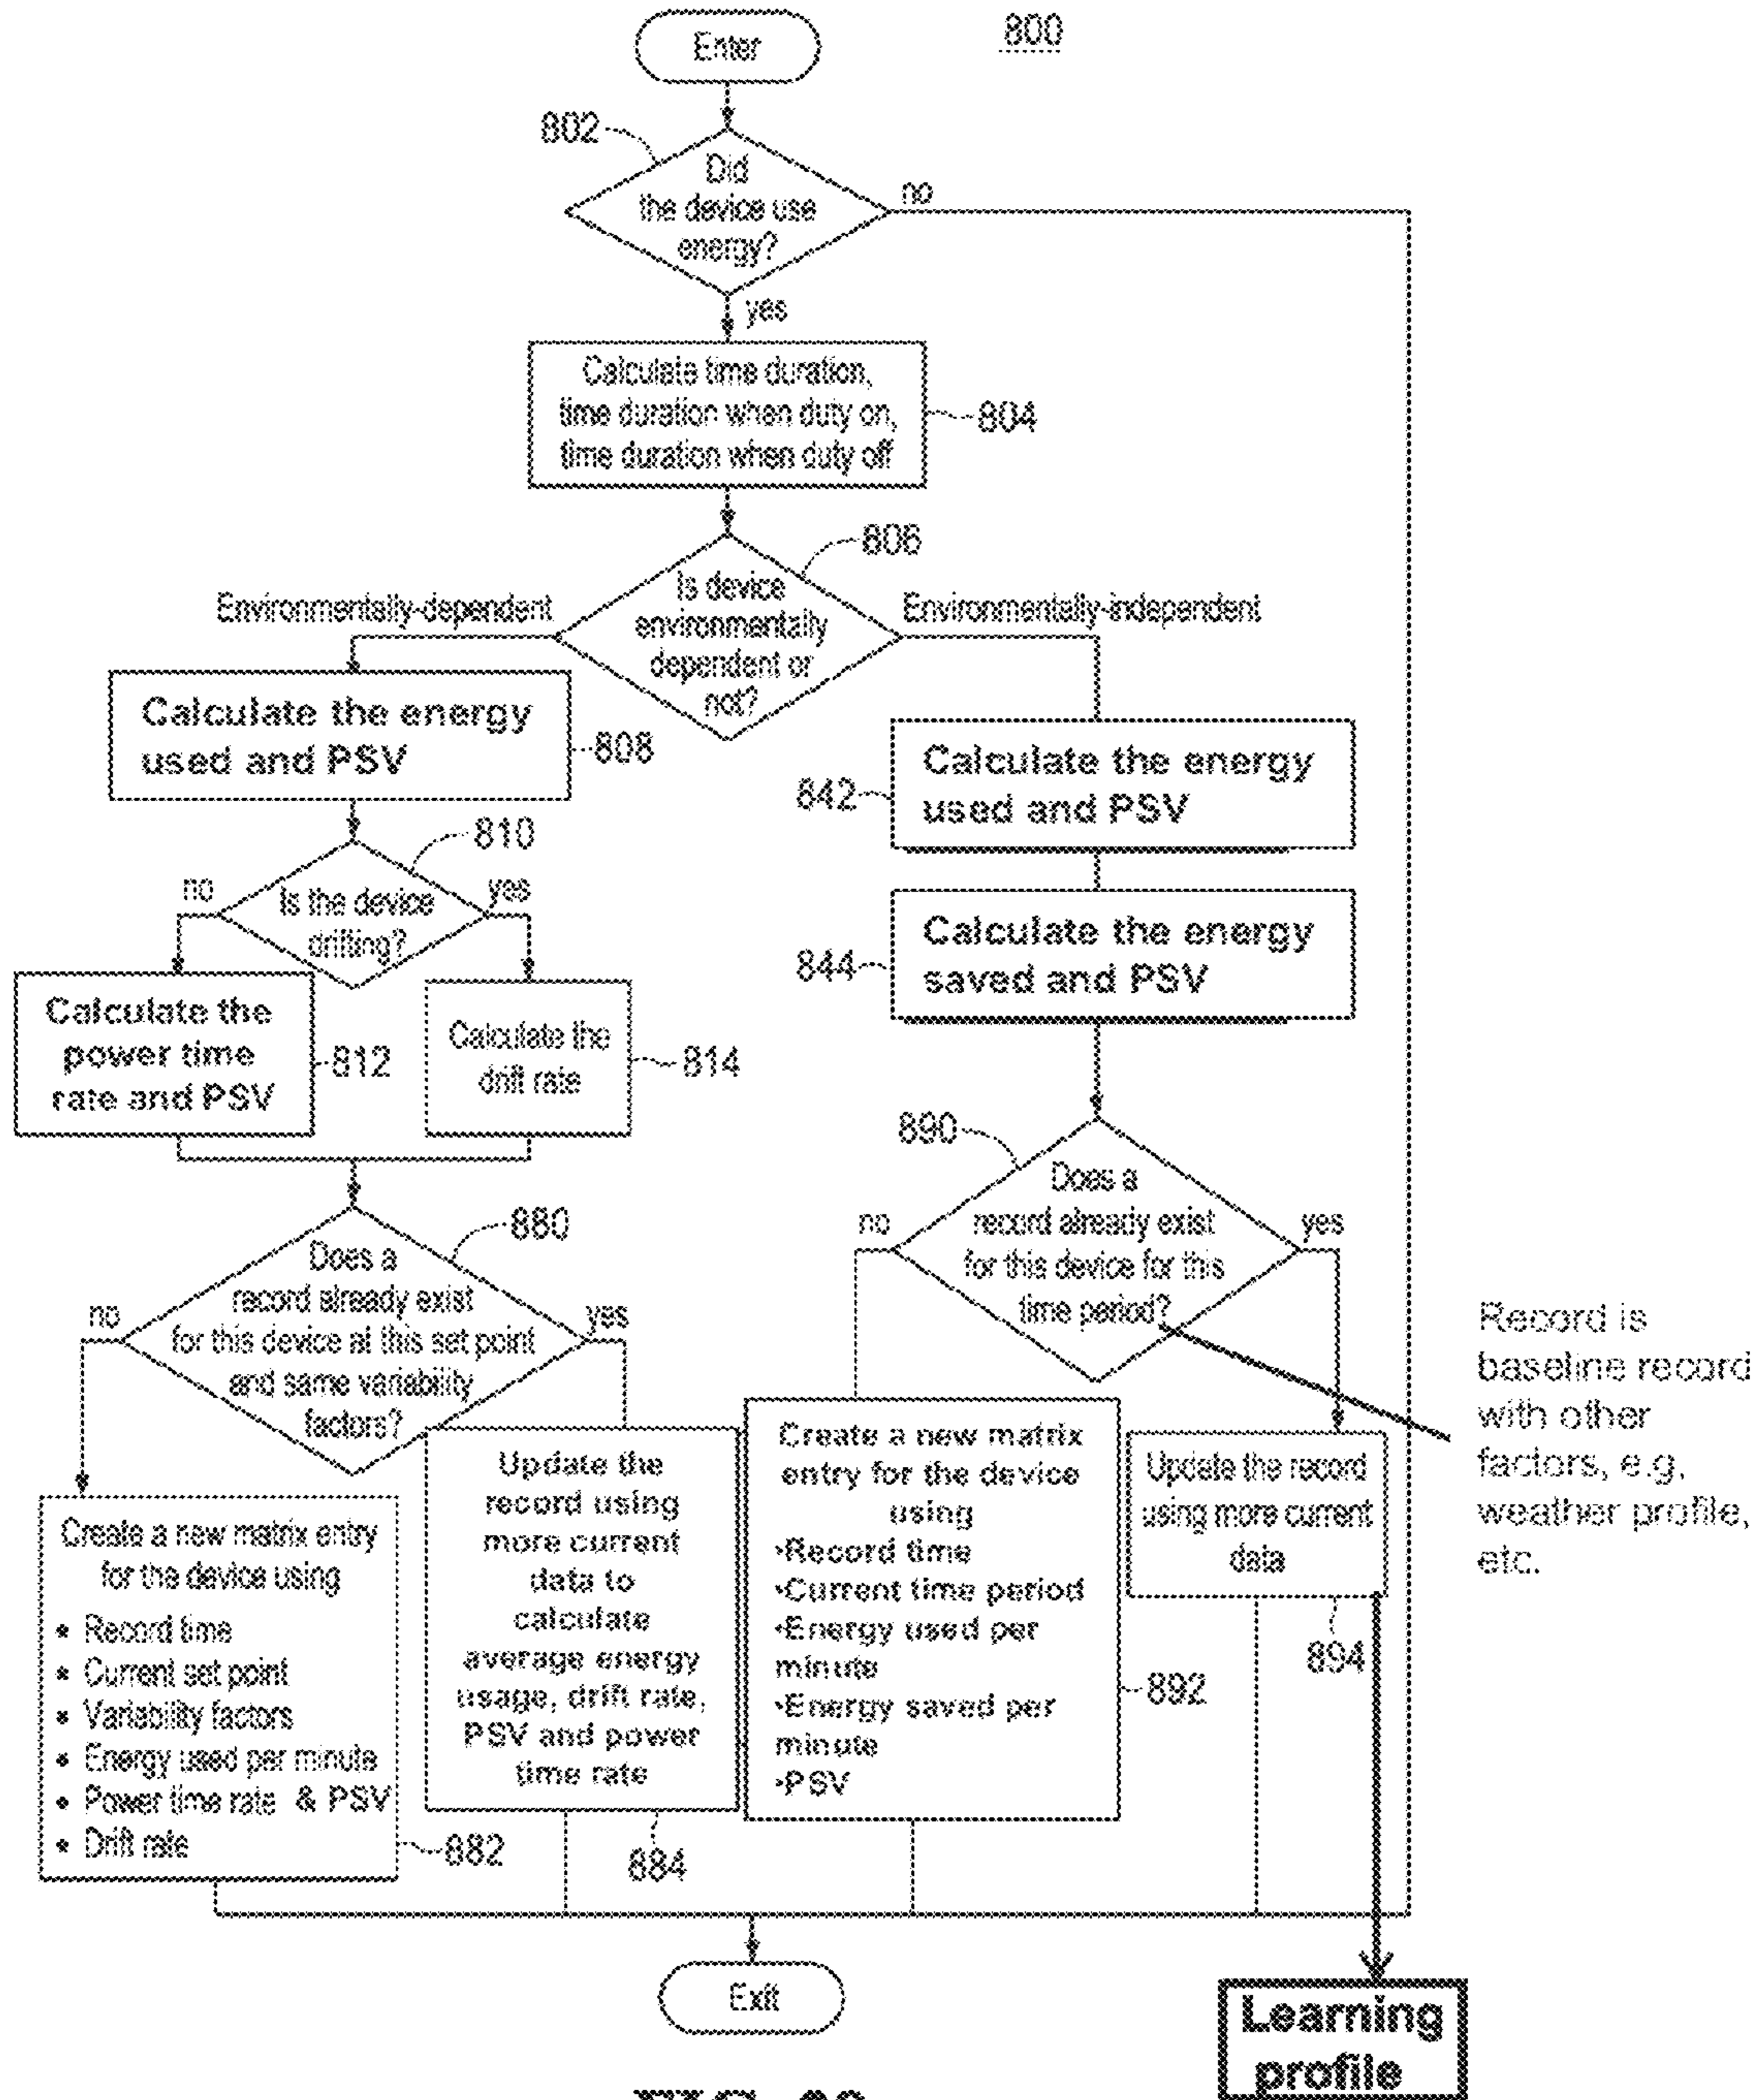 Enter
800
802
Did
the device use
energy?
no
yes
Calculate time duration,
time duration when duty on,
time duration when duty off
804
806
Is device
environmentally
dependent or
not?
Environmentally-dependent
Environmentally-independent
Calculate the energy
used and PSV
808
Calculate the energy
used and PSV
842
810
Is the device
drifting?
no
yes
Calculate the energy
saved and PSV
844
Calculate the
power time
rate and PSV
812
Calculate the
drift rate
814
890
Does a
record already exist
for this device for this
time period?
no
yes
880
Does a
record already exist
for this device at this set point
and same variability
factors?
no
yes
Record is
baseline record
with other
factors, e.g.
weather profile,
etc.
Create a new matrix entry
for the device using
• Record time
• Current set point
• Variability factors
• Energy used per minute
• Power time rate & PSV
• Drift rate
882
Update the
record using
more current
data to
calculate
average energy
usage, drift rate,
PSV and power
time rate
884
Create a new matrix
entry for the device
using
•Record time
•Current time period
•Energy used per
minute
•Energy saved per
minute
•PSV
892
Update the record
using more current
data
894
Exit
Learning
profile